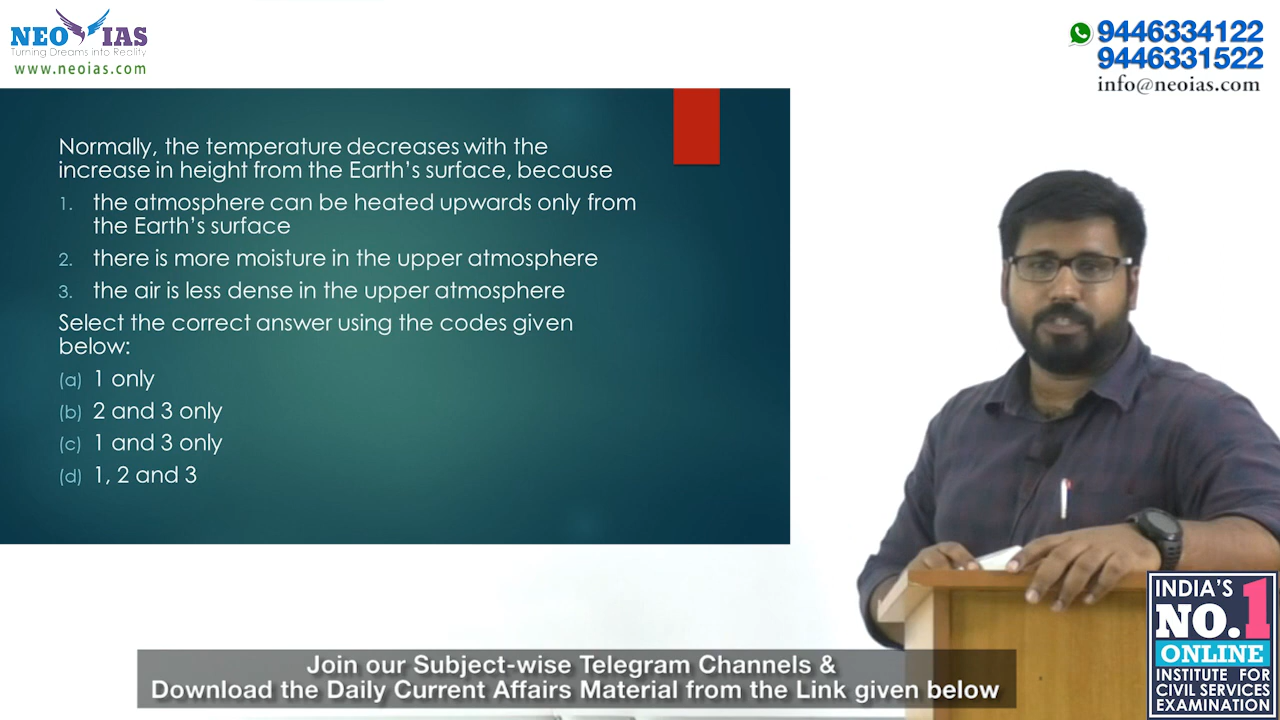 NEO IAS
Turning Dreams into Reality
www.neoias.com
9446334122
9446331522
info@neoias.com
Normally, the temperature decreases with the
increase in height from the Earth's surface, because
1. the atmosphere can be heated upwards only from
the Earth's surface
2. there is more moisture in the upper atmosphere
3. the air is less dense in the upper atmosphere
Select the correct answer using the codes given
below:
(a) 1 only
(b) 2 and 3 only
(c) 1 and 3 only
(d) 1, 2 and 3
INDIA'S
NO.1
ONLINE
INSTITUTE FOR
CIVIL SERVICES
EXAMINATION
Join our Subject-wise Telegram Channels &
Download the Daily Current Affairs Material from the Link given below